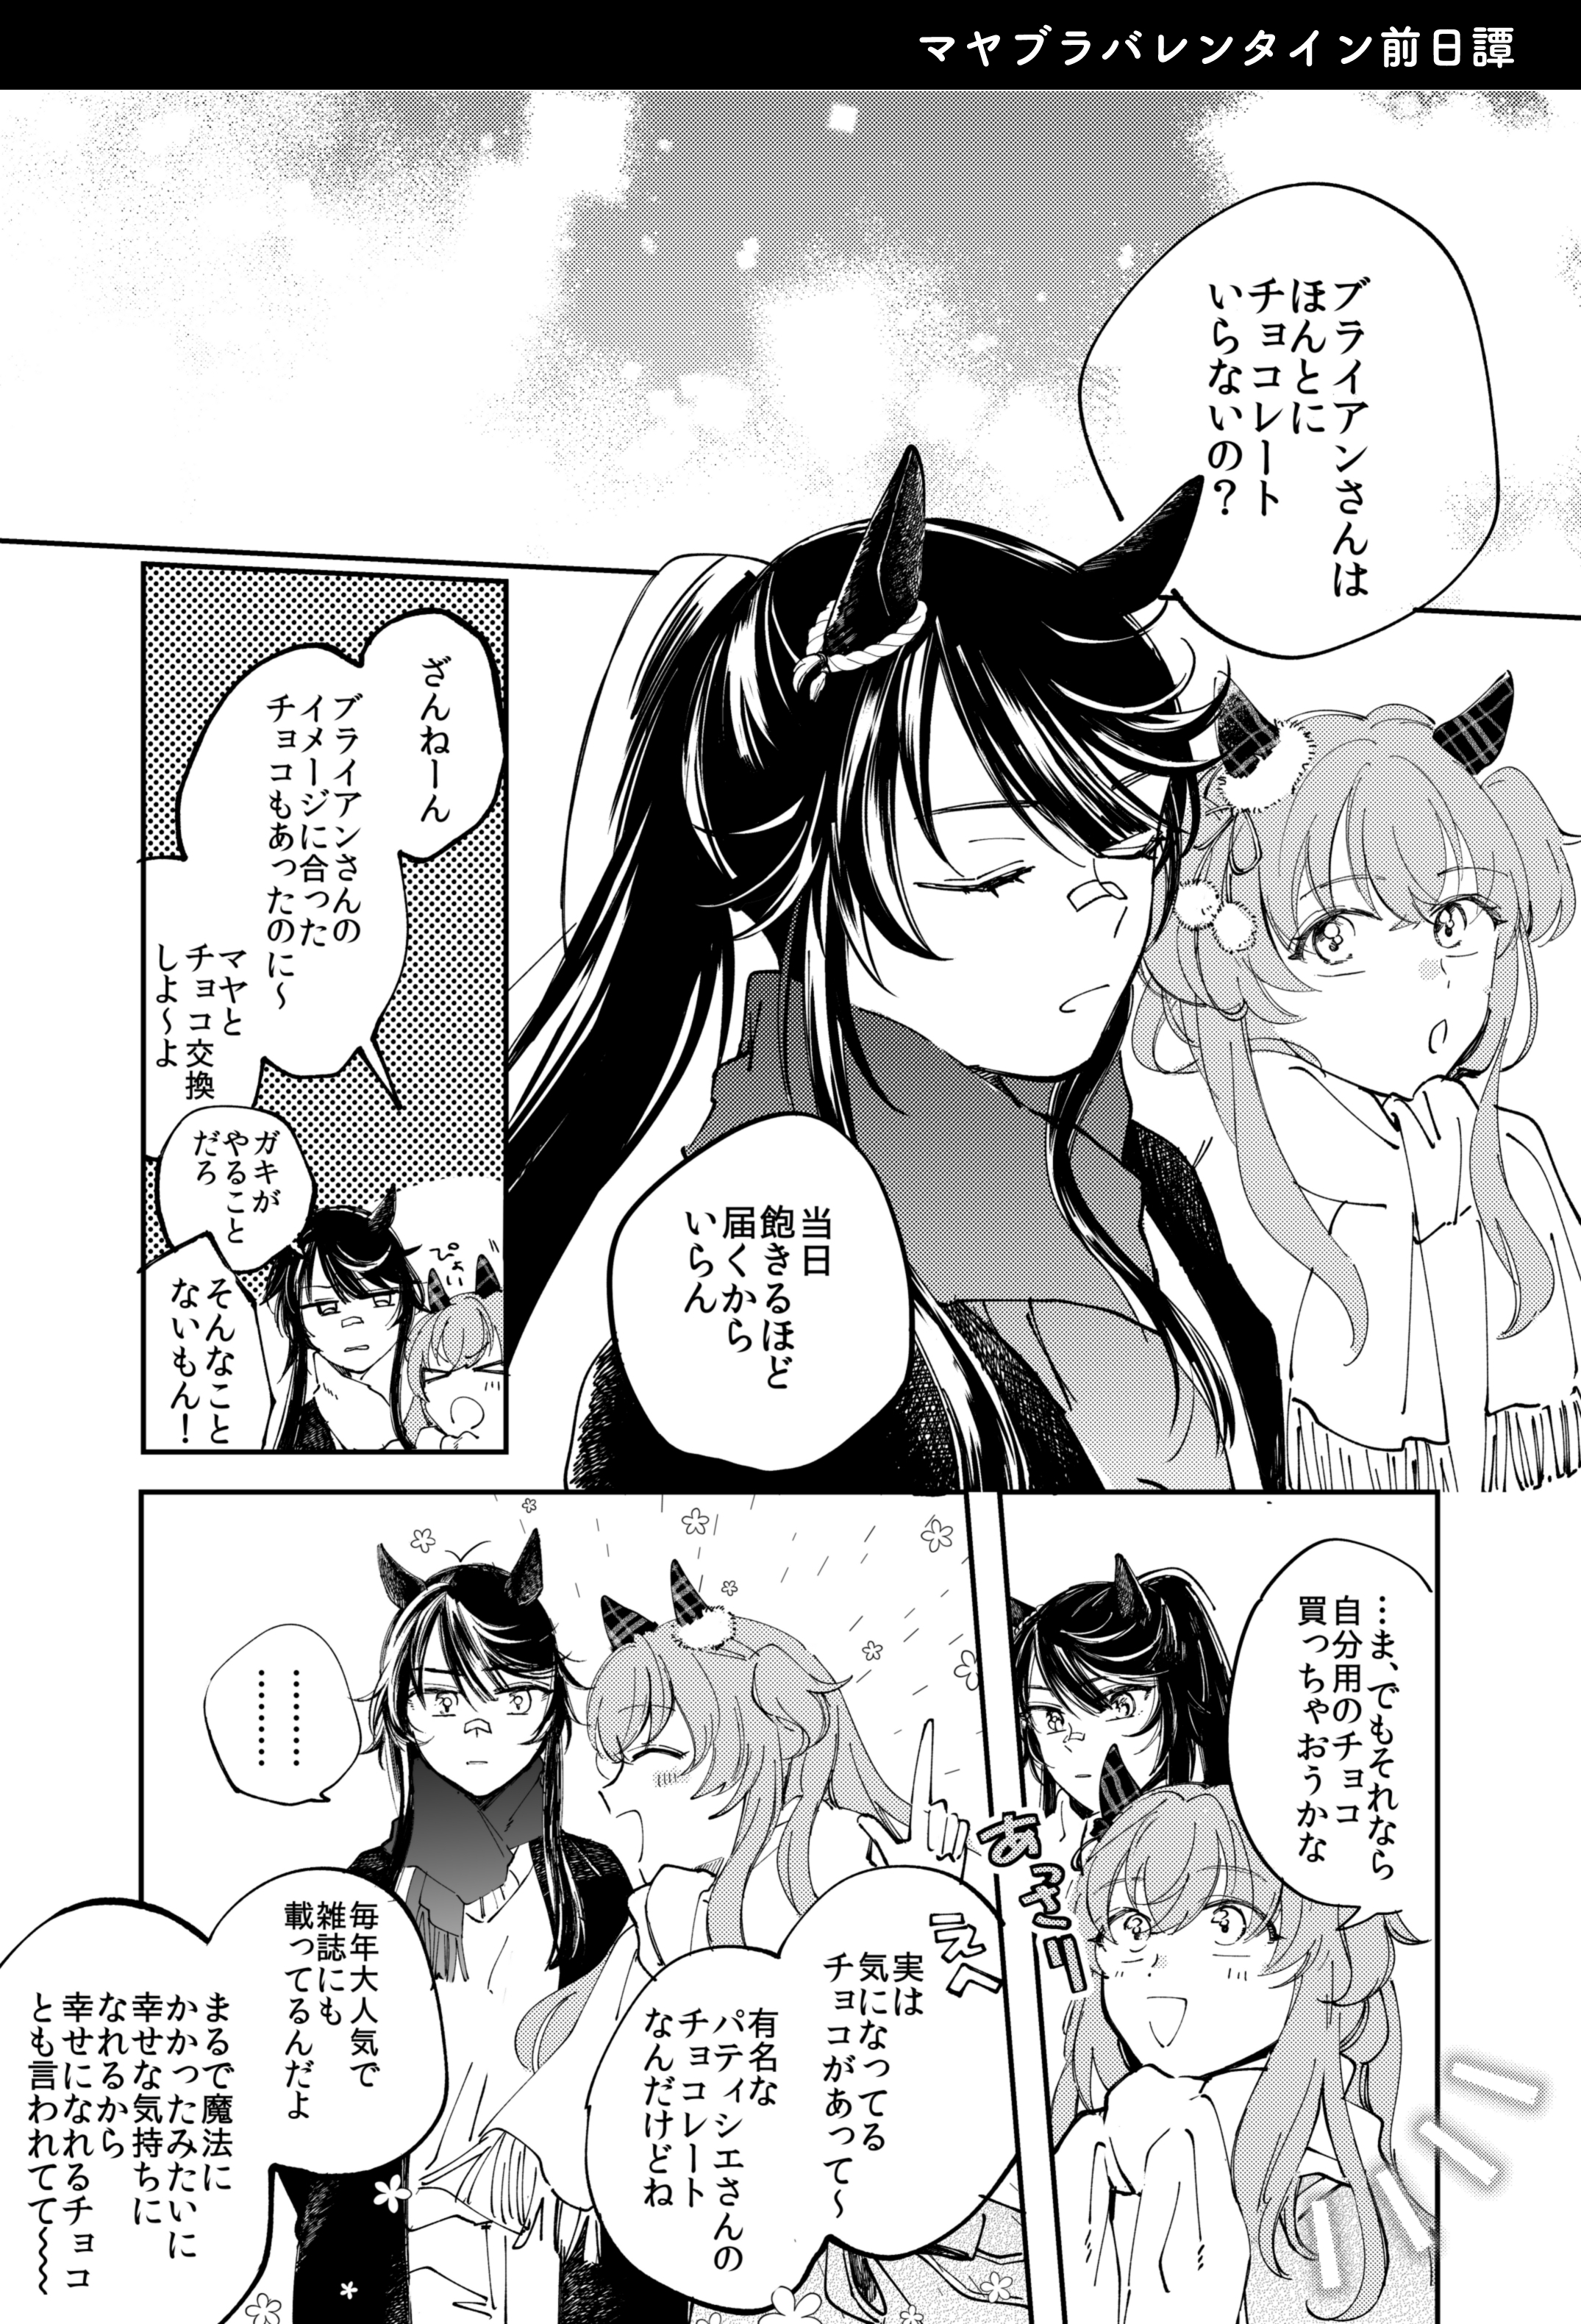 マヤブラバレンタイン前日譚
ブライアンさんは
ほんとに
チョコレート
いらないの?
当日
飽きるほど
届くから
いらん
ざんねーん
ブライアンさんの
イメージに合った
チョコもあったのに~
マヤと
チョコ交換
しよ~よ
ガキが
やること
だろ
ぴょい
そんなこと
ないもん!
…ま、でもそれなら
自分用のチョコ
買っちゃおうかな
あっさり
えへへ
実は
気になってる
チョコがあって~
有名な
パティシエさんの
チョコレート
なんだけどね
毎年大人気で
雑誌にも
載ってるんだよ
………
………
まるで魔法に
かかったみたいに
幸せな気持ちに
なれるから
幸せになれるチョコ
とも言われてて~~~